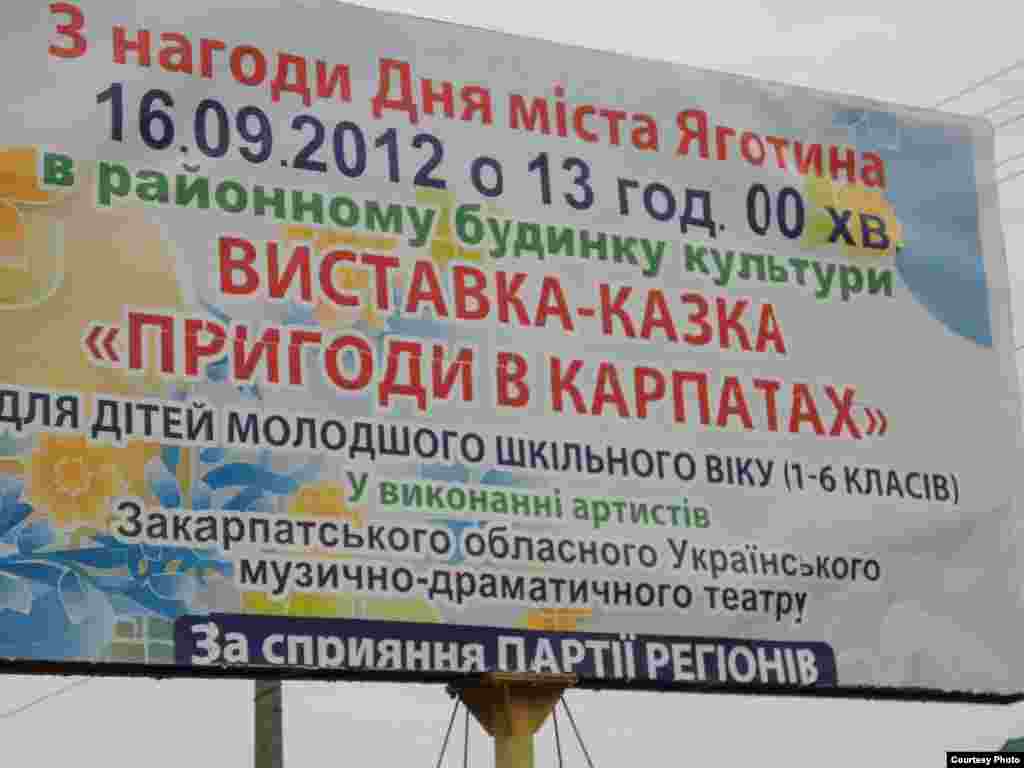 З нагоди Дня міста Яготина
16.09.2012 о 13 год. 00 хв.
в районному будинку культури
ВИСТАВКА-КАЗКА
«ПРИГОДИ В КАРПАТАХ»
ДЛЯ ДІТЕЙ МОЛОДШОГО ШКІЛЬНОГО ВІКУ (1-6 КЛАСІВ)
У виконанні артистів
Закарпатського обласного Українського
музично-драматичного театру
За сприяння ПАРТІЇ РЕГІОНІВ
Courtesy Photo